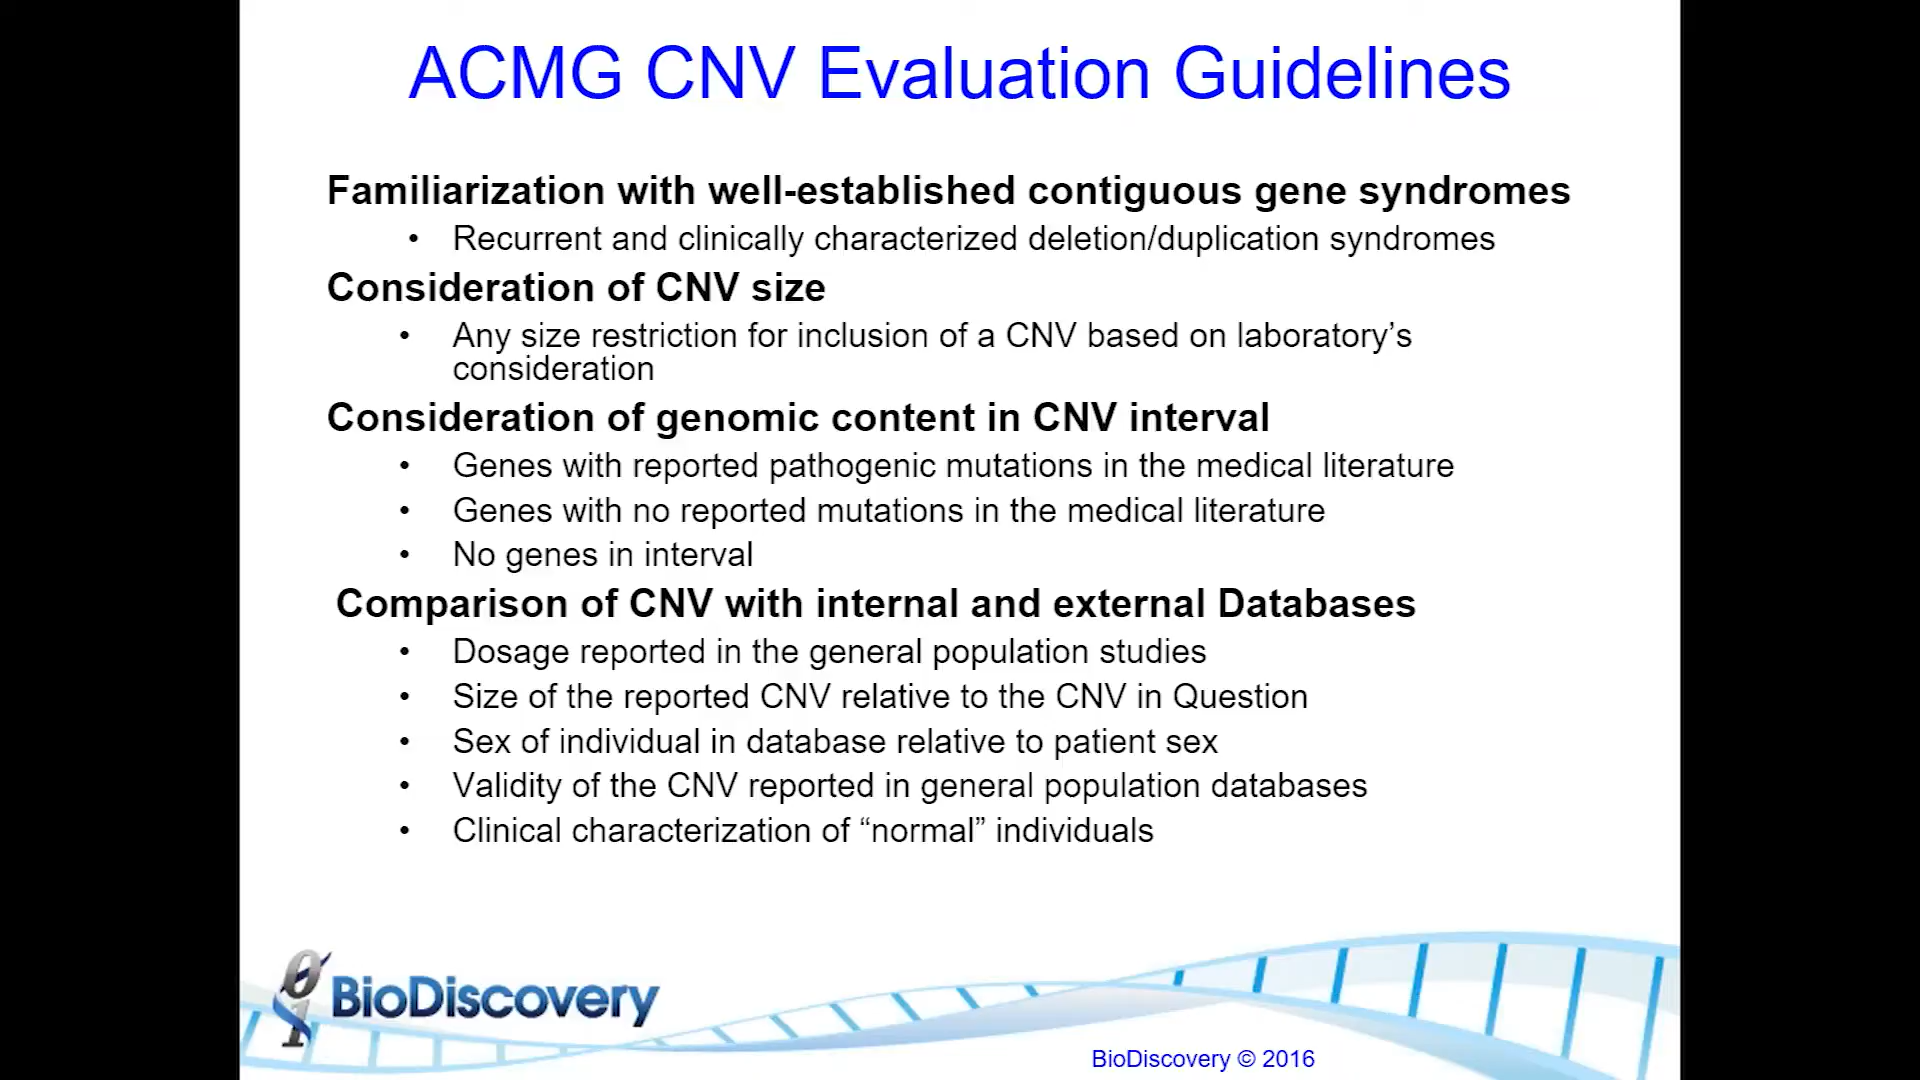 ACMG CNV Evaluation Guidelines
Familiarization with well-established contiguous gene syndromes
• Recurrent and clinically characterized deletion/duplication syndromes
Consideration of CNV size
• Any size restriction for inclusion of a CNV based on laboratory’s
consideration
Consideration of genomic content in CNV interval
• Genes with reported pathogenic mutations in the medical literature
• Genes with no reported mutations in the medical literature
• No genes in interval
Comparison of CNV with internal and external Databases
• Dosage reported in the general population studies
• Size of the reported CNV relative to the CNV in Question
• Sex of individual in database relative to patient sex
• Validity of the CNV reported in general population databases
• Clinical characterization of “normal” individuals
01
BioDiscovery
BioDiscovery © 2016